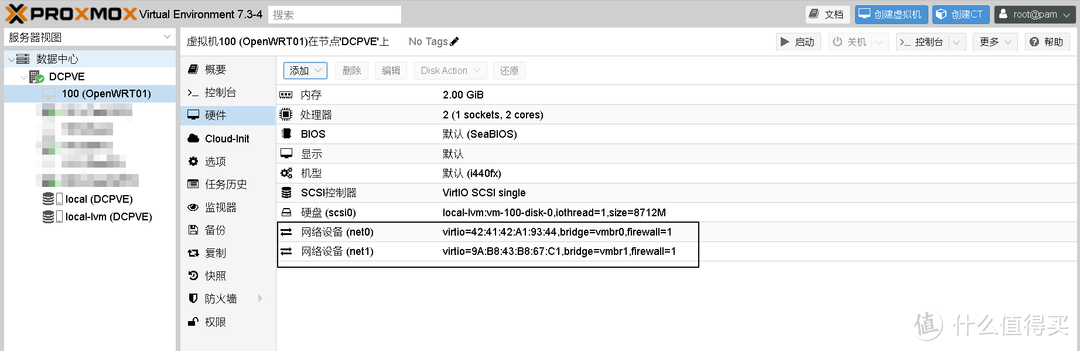 PROXMOX Virtual Environment 7.3-4 搜索 文档 创建虚拟机 创建CT root@pam
服务器视图
数据中心
DCPVE
100 (OpenWRT01)
local (DCPVE)
local-lvm (DCPVE)
虚拟机100 (OpenWRT01)在节点'DCPVE'上 No Tags 启动 关机 控制台 更多 帮助
概要
控制台
硬件
Cloud-Init
选项
任务历史
监视器
备份
复制
快照
防火墙
权限
添加 删除 编辑 Disk Action 还原
内存 2.00 GiB
处理器 2 (1 sockets, 2 cores)
BIOS 默认 (SeaBIOS)
显示 默认
机型 默认 (i440fx)
SCSI控制器 VirtIO SCSI single
硬盘 (scsi0) local-lvm:vm-100-disk-0,iothread=1,size=8712M
网络设备 (net0) virtio=42:41:42:A1:93:44,bridge=vmbr0,firewall=1
网络设备 (net1) virtio=9A:B8:43:B8:67:C1,bridge=vmbr1,firewall=1
值 什么值得买